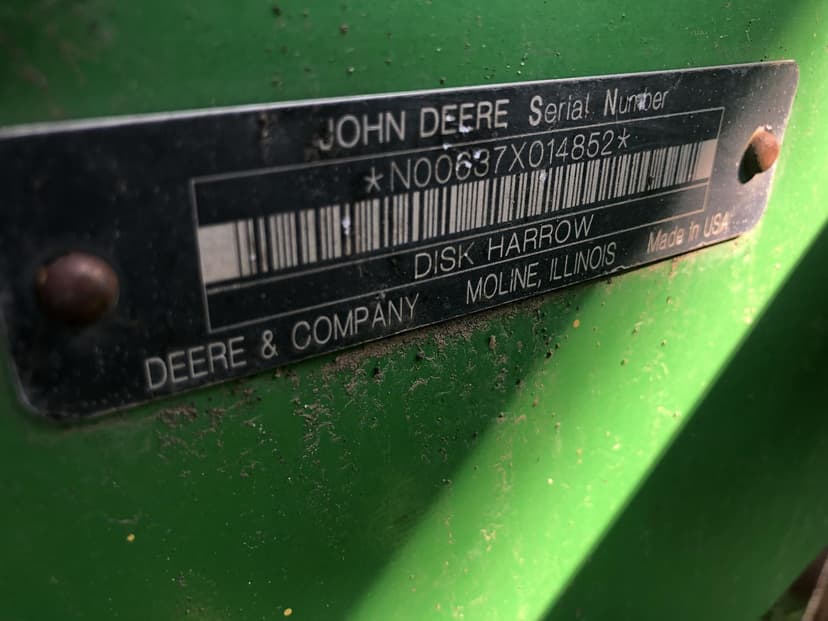 JOHN DEERE Serial Number
*N00637X014852*
DISK HARROW
DEERE & COMPANY MOLINE, ILLINOIS Made in USA